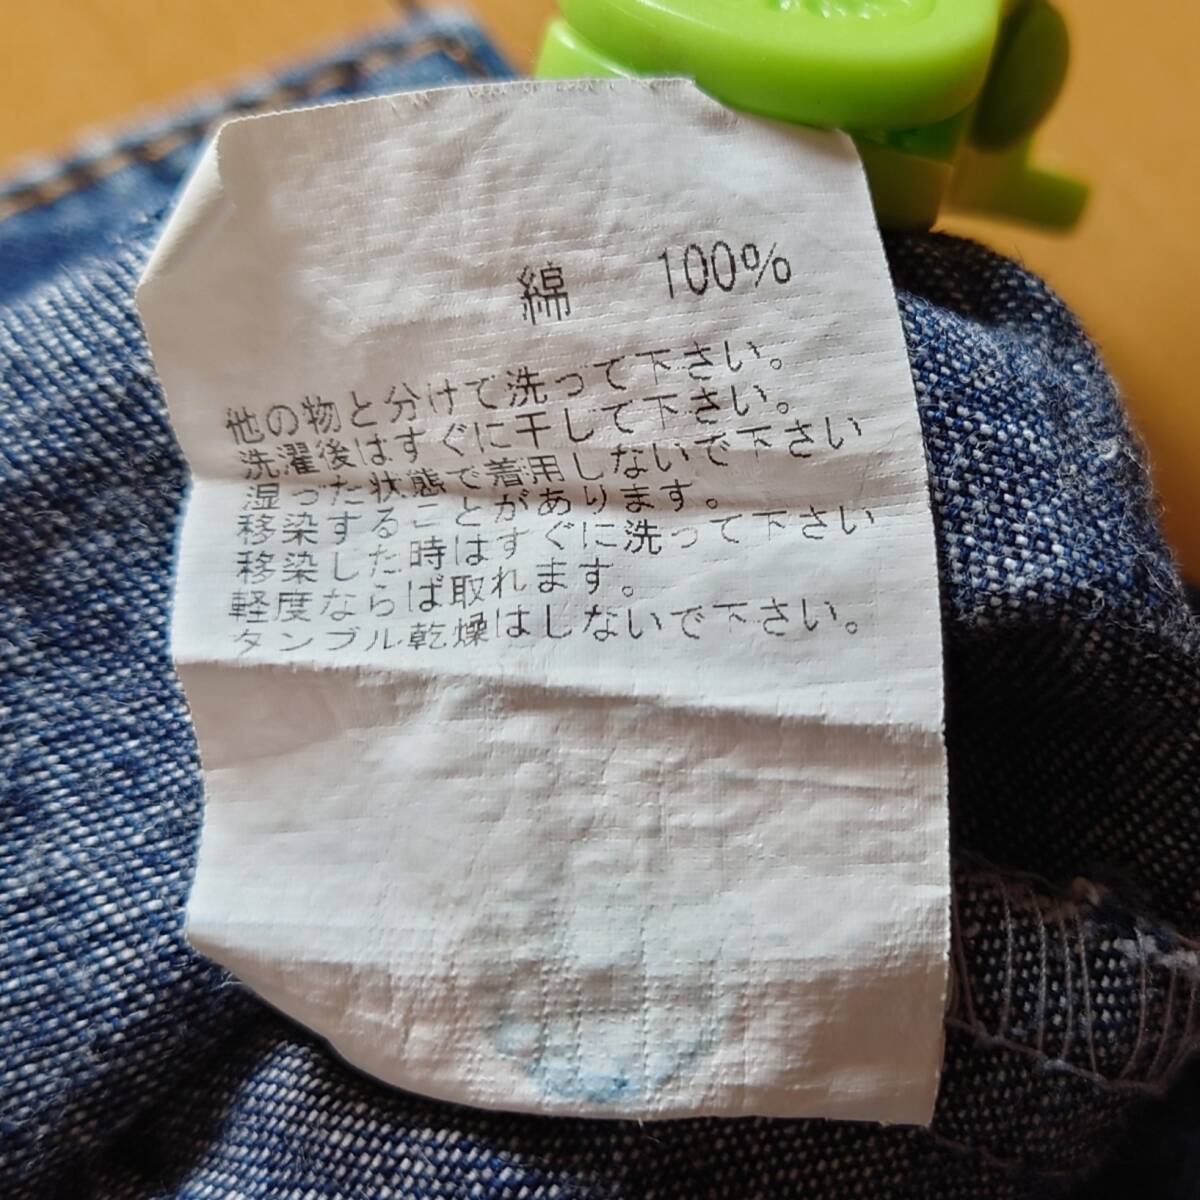 綿 100%
他の物と分けて洗って下さい。
洗濯後はすぐに干して下さい。
湿った状態で着用しないで下さい
移染することがあります。
移染した時はすぐに洗って下さい
軽度ならば取れます。
タンブル乾燥はしないで下さい。